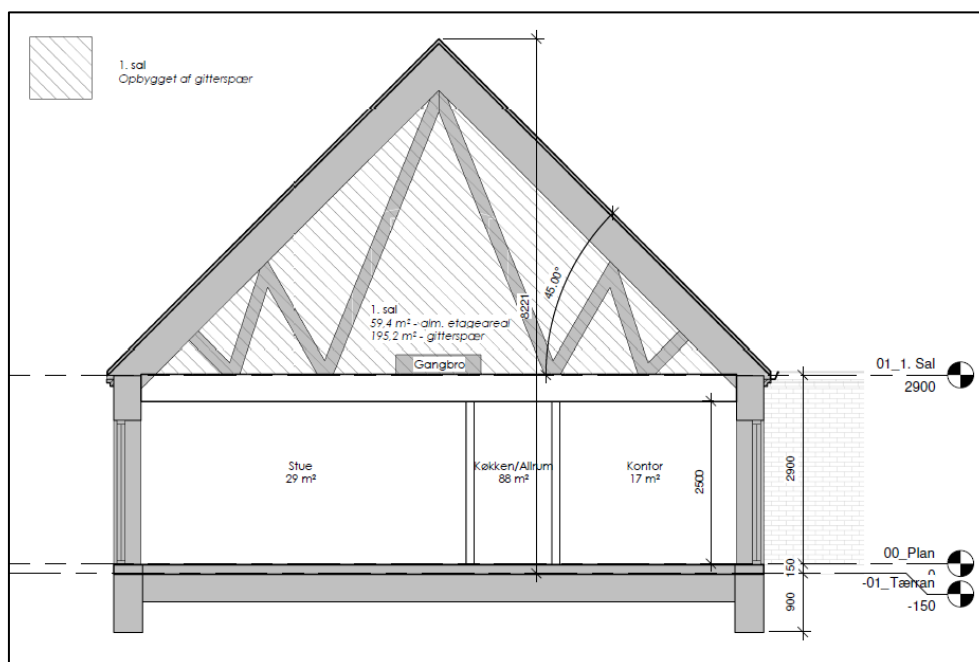 1. sal
Opbygget af gitterspær
45.00°
8221
1. sal
59,4 m² - alm. etageareal
195,2 m² - gitterspær
Gangbro
01_1. Sal
2900
Stue
29 m²
Køkken/Allrum
88 m²
Kontor
17 m²
2500
2900
00_Plan
0
150
-01_Tærran
-150
900